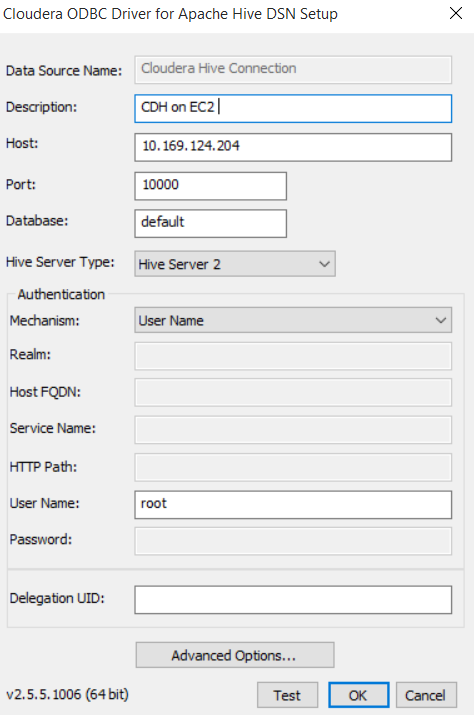 Cloudera ODBC Driver for Apache Hive DSN Setup
Data Source Name: Cloudera Hive Connection
Description: CDH on EC2
Host: 10.169.124.204
Port: 10000
Database: default
Hive Server Type: Hive Server 2
Authentication
Mechanism: User Name
Realm:
Host FQDN:
Service Name:
HTTP Path:
User Name: root
Password:
Delegation UID:
Advanced Options...
v2.5.5.1006 (64 bit) Test OK Cancel